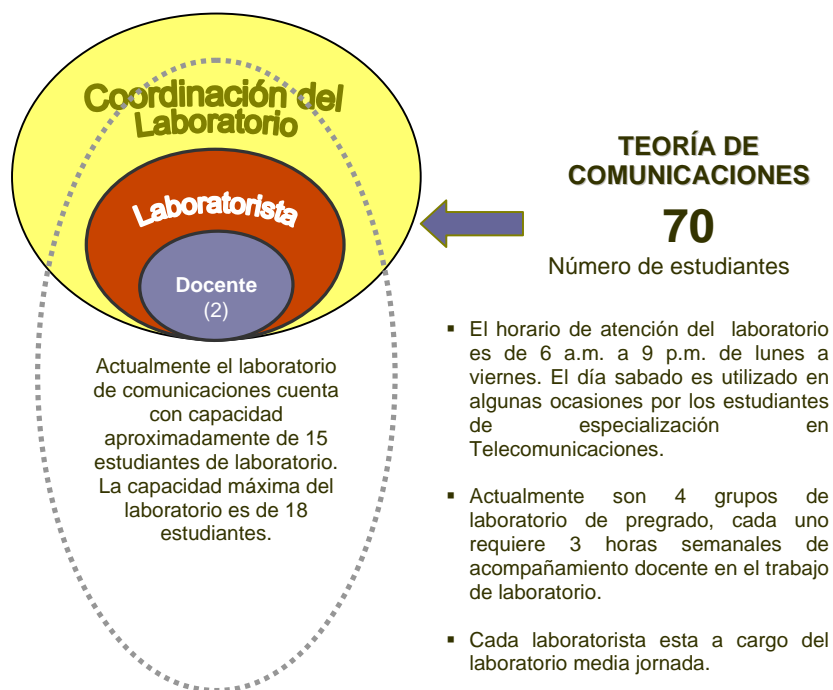 Coordinación del
Laboratorio
Laboratorista
Docente
(2)
Actualmente el laboratorio
de comunicaciones cuenta
con capacidad
aproximadamente de 15
estudiantes de laboratorio.
La capacidad máxima del
laboratorio es de 18
estudiantes.
TEORÍA DE
COMUNICACIONES
70
Número de estudiantes
▪ El horario de atención del laboratorio
es de 6 a.m. a 9 p.m. de lunes a
viernes. El día sabado es utilizado en
algunas ocasiones por los estudiantes
de especialización en
Telecomunicaciones.
▪ Actualmente son 4 grupos de
laboratorio de pregrado, cada uno
requiere 3 horas semanales de
acompañamiento docente en el trabajo
de laboratorio.
▪ Cada laboratorista esta a cargo del
laboratorio media jornada.